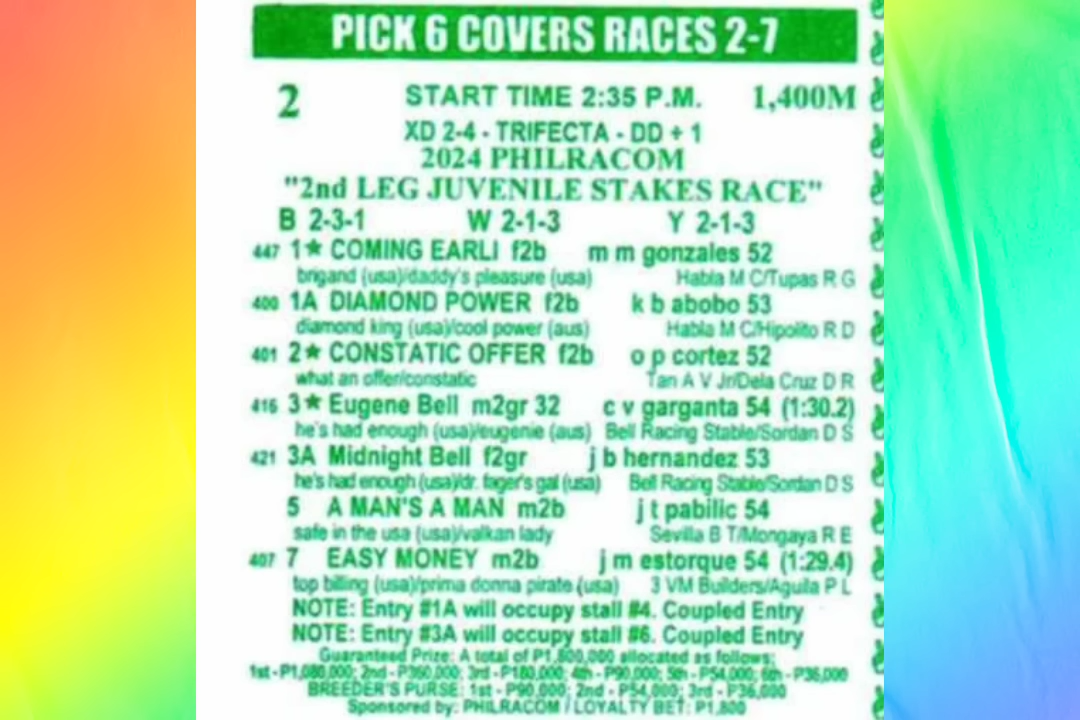 PICK 6 COVERS RACES 2-7
2 START TIME 2:35 P.M. 1,400M
XD 2-4 - TRIFECTA - DD + 1
2024 PHILRACOM
"2nd LEG JUVENILE STAKES RACE"
B 2-3-1 W 2-1-3 Y 2-1-3
447 1★ COMING EARLI f2b m m gonzales 52
brigand (usa)/daddy's pleasure (usa) Habla M C/Tupas R G
400 1A DIAMOND POWER f2b k b abobo 53
diamond king (usa)/cool power (aus) Habla M C/Hipolito R D
401 2★ CONSTATIC OFFER f2b o p cortez 52
what an offer/constatic Tan A V Jr/Dela Cruz D R
416 3★ Eugene Bell m2gr 32 c v garganta 54 (1:30.2)
he's had enough (usa)/eugenie (aus) Bell Racing Stable/Sordan D S
421 3A Midnight Bell f2gr j b hernandez 53
he's had enough (usa)/dr. fager's gal (usa) Bell Racing Stable/Sordan D S
5 A MAN'S A MAN m2b j t pabilic 54
safe in the usa (usa)/valkan lady Sevilla B T/Mongaya R E
407 7 EASY MONEY m2b j m estorque 54 (1:29.4)
top billing (usa)/prima donna pirate (usa) 3 VM Builders/Aguila P L
NOTE: Entry #1A will occupy stall #4. Coupled Entry
NOTE: Entry #3A will occupy stall #6. Coupled Entry
Guaranteed Prize: A total of P1,800,000 allocated as follows:
1st - P1,080,000; 2nd - P360,000; 3rd - P180,000; 4th - P90,000; 5th - P54,000; 6th - P36,000
BREEDER'S PURSE: 1st - P90,000; 2nd - P54,000; 3rd - P36,000
Sponsored by: PHILRACOM / LOYALTY BET: P1,800